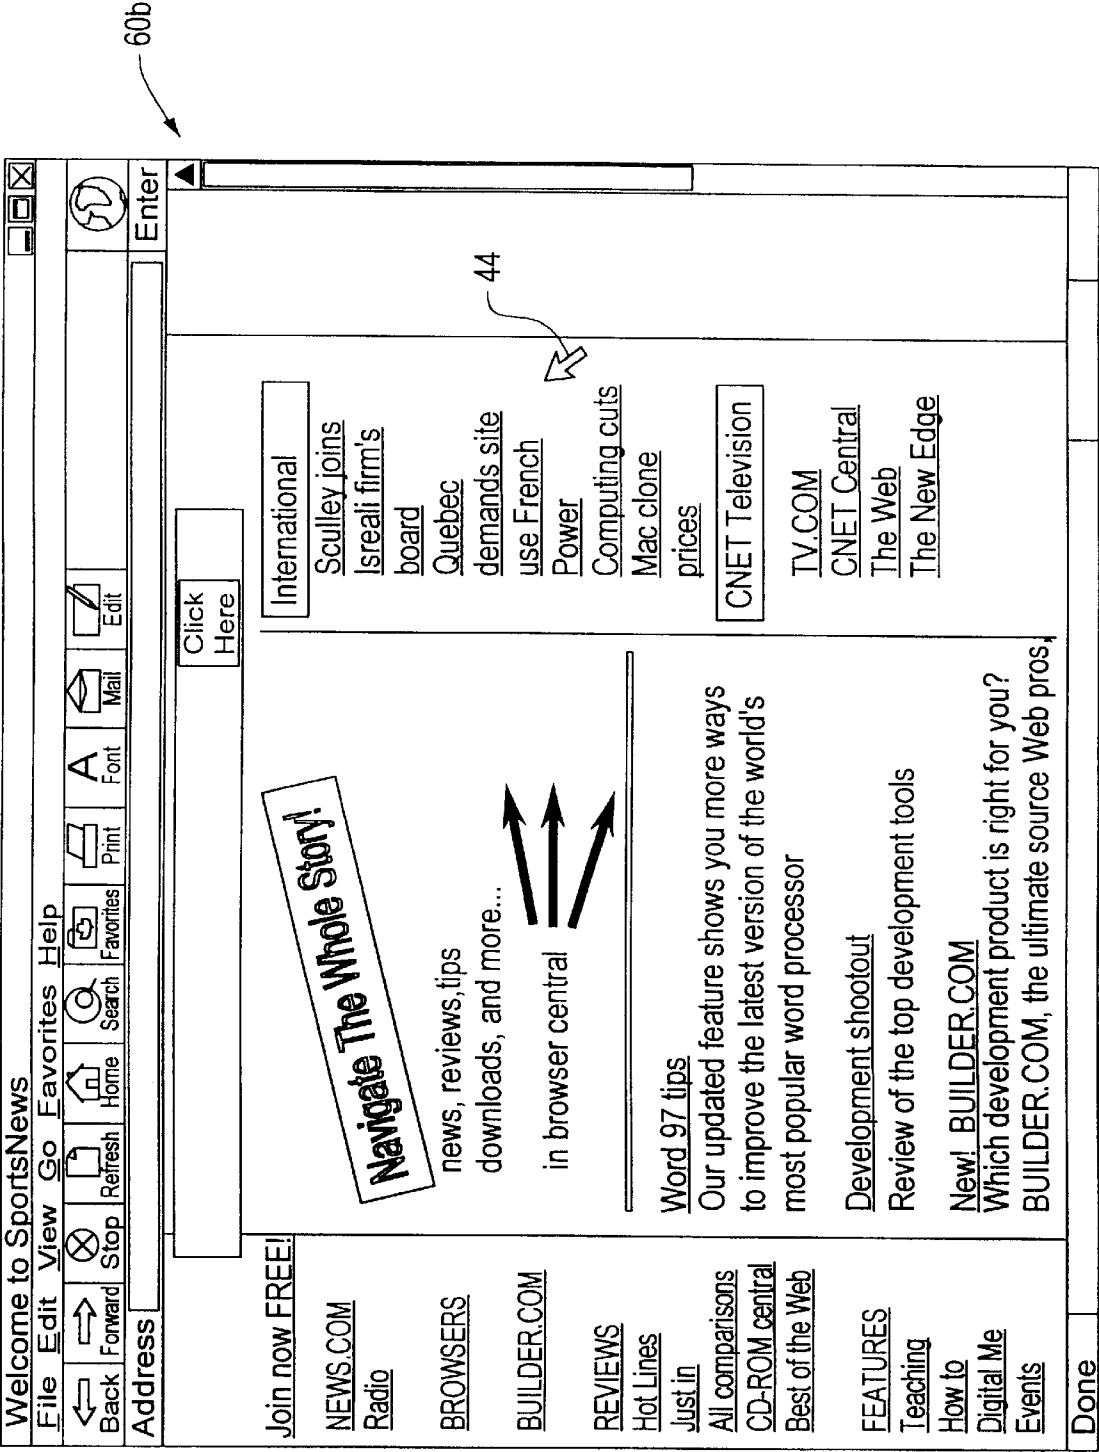 Welcome to SportsNews
File Edit View Go Favorites Help
Back Forward Stop Refresh Home Search Favorites Print Font Mail Edit
Address Enter
Click
Here
Join now FREE!
NEWS.COM
Radio
BROWSERS
BUILDER.COM
REVIEWS
Hot Lines
Just in
All comparisons
CD-ROM central
Best of the Web
FEATURES
Teaching
How to
Digital Me
Events
Navigate The Whole Story!
news, reviews,tips
downloads, and more...
in browser central
Word 97 tips
Our updated feature shows you more ways
to improve the latest version of the world's
most popular word processor
Development shootout
Review of the top development tools
New! BUILDER.COM
Which development product is right for you?
BUILDER.COM, the ultimate source Web pros,
International
Sculley joins
Isreali firm's
board
Quebec
demands site
use French
Power
Computing cuts
Mac clone
prices
CNET Television
TV.COM
CNET Central
The Web
The New Edge
44
60b
Done